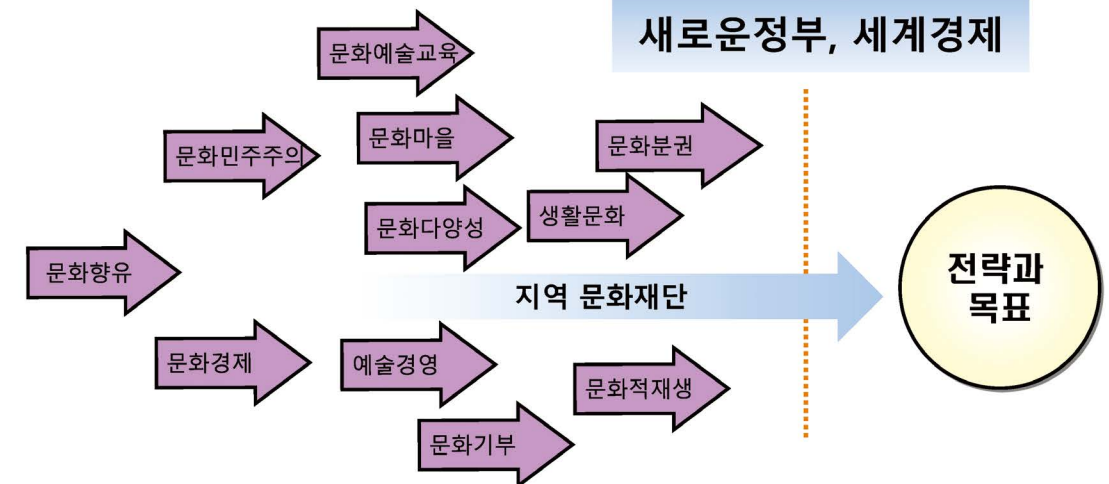 새로운정부, 세계경제
문화예술교육
문화마을
문화분권
문화민주주의
문화다양성
생활문화
문화향유
지역 문화재단
전략과
목표
문화경제
예술경영
문화적재생
문화기부